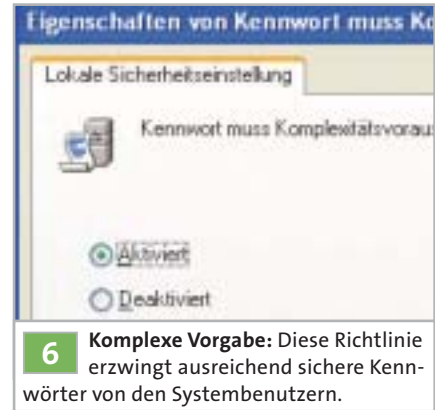 Eigenschaften von Kennwort muss Ko
Lokale Sicherheitseinstellung
Kennwort muss Komplexitätsvoraus
Aktiviert
Deaktiviert
6 Komplexe Vorgabe: Diese Richtlinie
erzwingt ausreichend sichere Kenn-
wörter von den Systembenutzern.